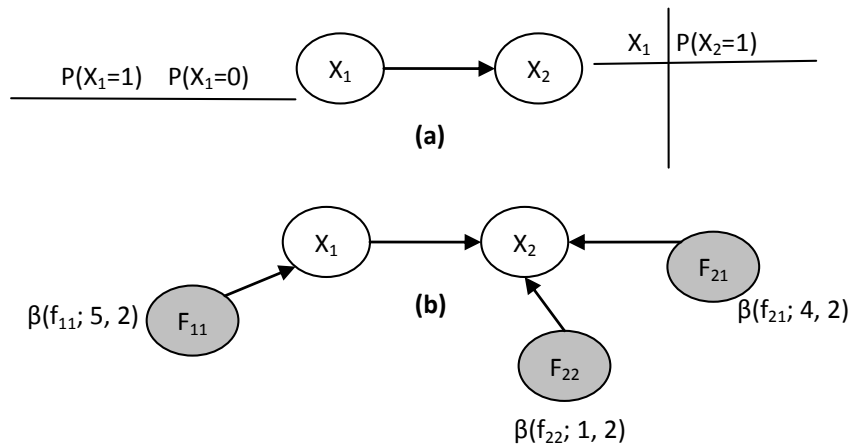 X₁ P(X₂=1)
P(X₁=1) P(X₁=0)
X₁ X₂
(a)
X₁ X₂
F₂₁
β(f₁₁; 5, 2) F₁₁
(b)
β(f₂₁; 4, 2)
F₂₂
β(f₂₂; 1, 2)